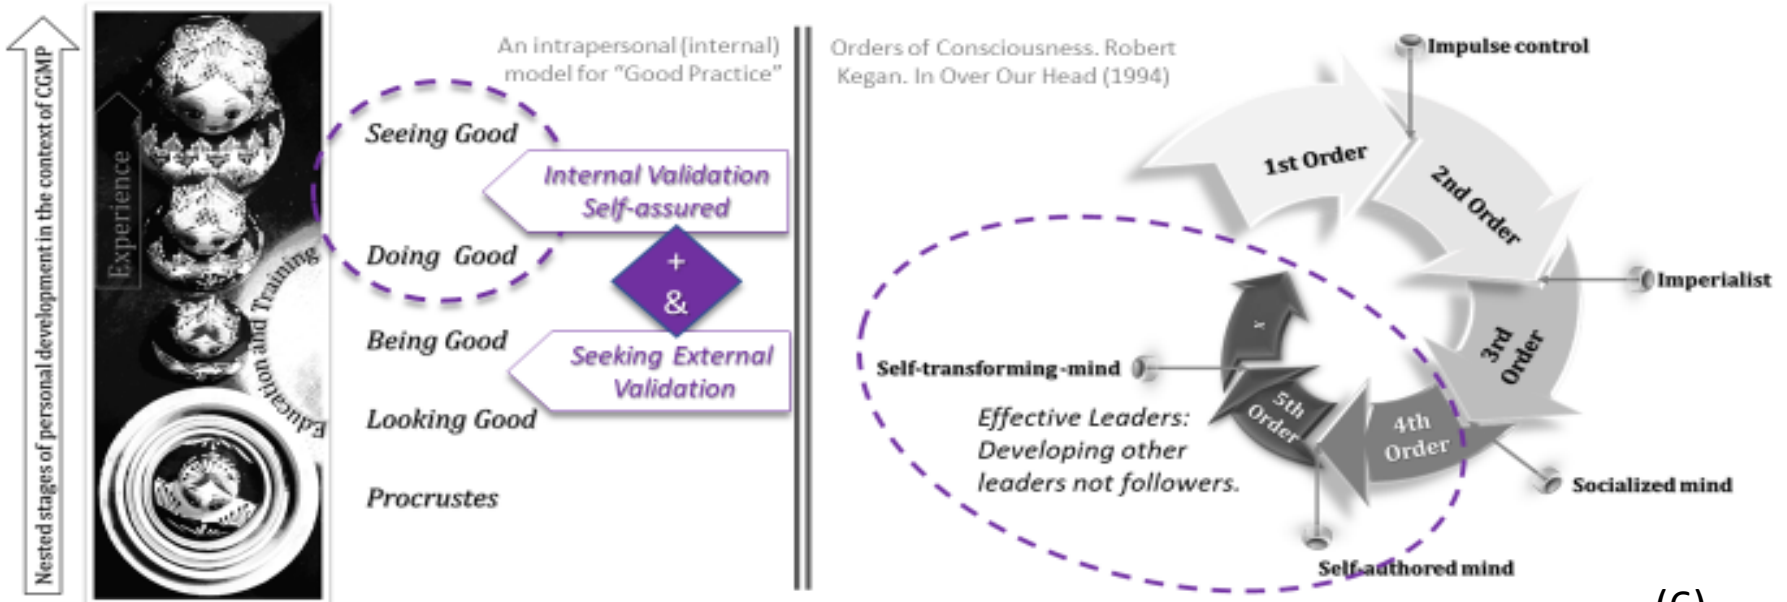 Nested stages of personal development in the context of CGMP
Experience
Education and Training
An intrapersonal (internal)
model for “Good Practice”
Seeing Good
Internal Validation
Self-assured
Doing Good
+
&
Being Good
Seeking External
Validation
Looking Good
Procrustes
Orders of Consciousness. Robert
Kegan. In Over Our Head (1994)
Impulse control
1st Order
2nd Order
Imperialist
3rd
Order
x
Self-transforming-mind
5th
Order
4th
Order
Effective Leaders:
Developing other
leaders not followers.
Socialized mind
Self-authored mind